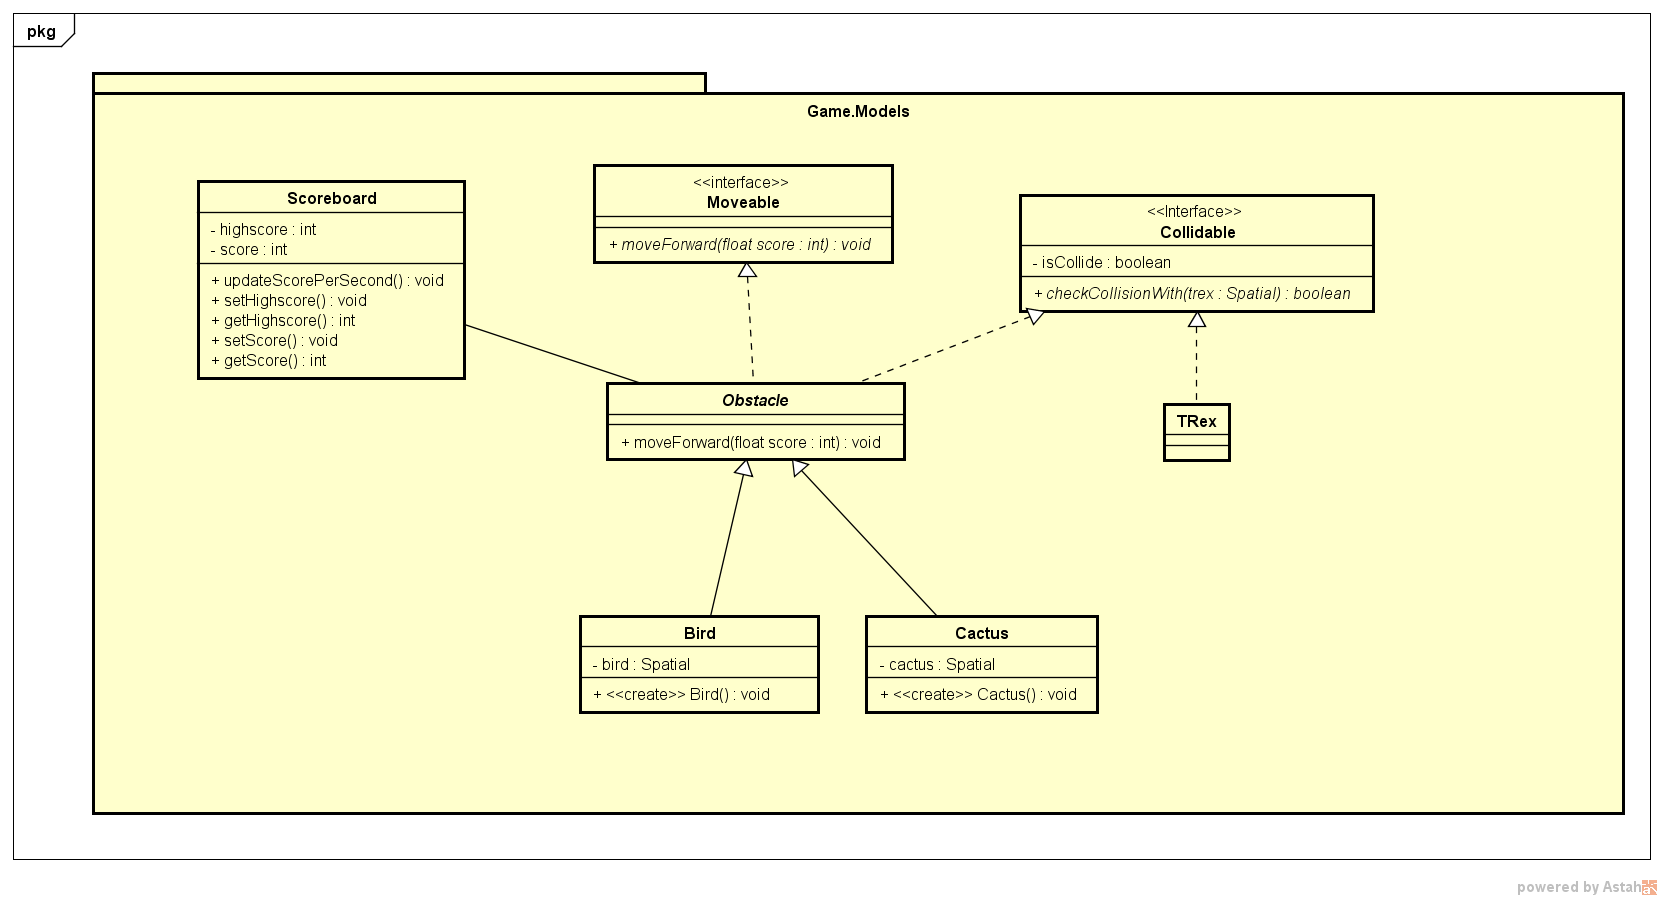 pkg
Game.Models
Scoreboard
- highscore : int
- score : int
+ updateScorePerSecond() : void
+ setHighscore() : void
+ getHighscore() : int
+ setScore() : void
+ getScore() : int
<<interface>>
Moveable
+ moveForward(float score : int) : void
<<Interface>>
Collidable
- isCollide : boolean
+ checkCollisionWith(trex : Spatial) : boolean
Obstacle
+ moveForward(float score : int) : void
TRex
Bird
- bird : Spatial
+ <<create>> Bird() : void
Cactus
- cactus : Spatial
+ <<create>> Cactus() : void
powered by Astah